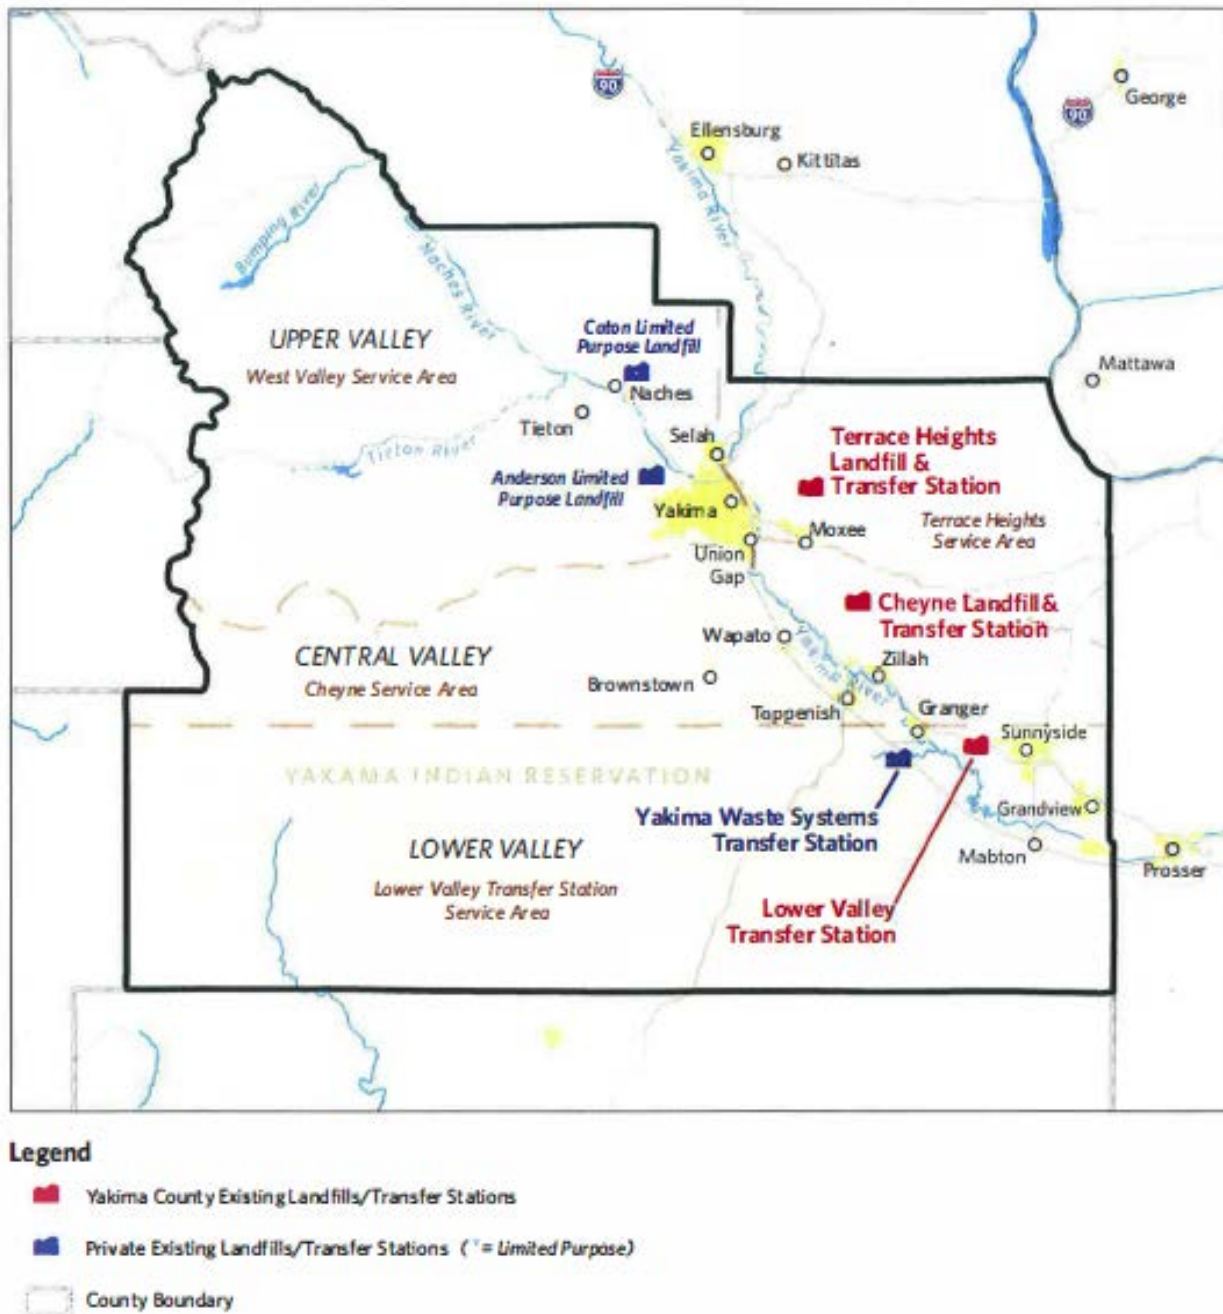 90
90
George
Ellensburg
Kittitas
Yakima River
Bumping River
Naches River
UPPER VALLEY
West Valley Service Area
Caton Limited
Purpose Landfill
Naches
Mattawa
Tieton
Tieton River
Selah
Terrace Heights
Landfill &
Transfer Station
Anderson Limited
Purpose Landfill
Yakima
Terrace Heights
Service Area
Moxee
Union
Gap
Cheyne Landfill &
Transfer Station
Wapato
Yakima River
CENTRAL VALLEY
Cheyne Service Area
Brownstown
Zillah
Toppenish
Granger
Sunnyside
YAKAMA INDIAN RESERVATION
Yakima Waste Systems
Transfer Station
Grandview
LOWER VALLEY
Mabton
Prosser
Lower Valley Transfer Station
Service Area
Lower Valley
Transfer Station
Legend
Yakima County Existing Landfills/Transfer Stations
Private Existing Landfills/Transfer Stations (*= Limited Purpose)
County Boundary